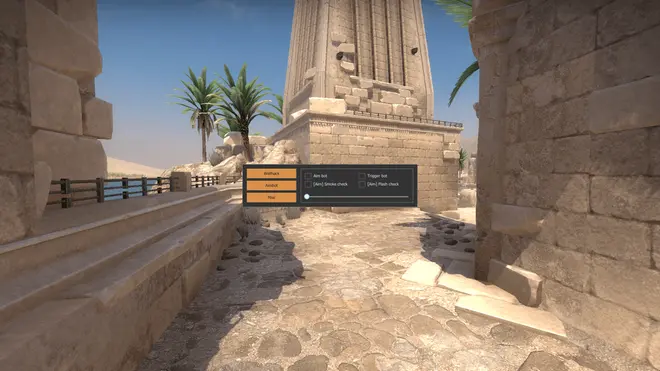 Wallhack
Aim bot
Trigger bot
Aimbot
[Aim] Smoke check
[Aim] Flash check
Misc